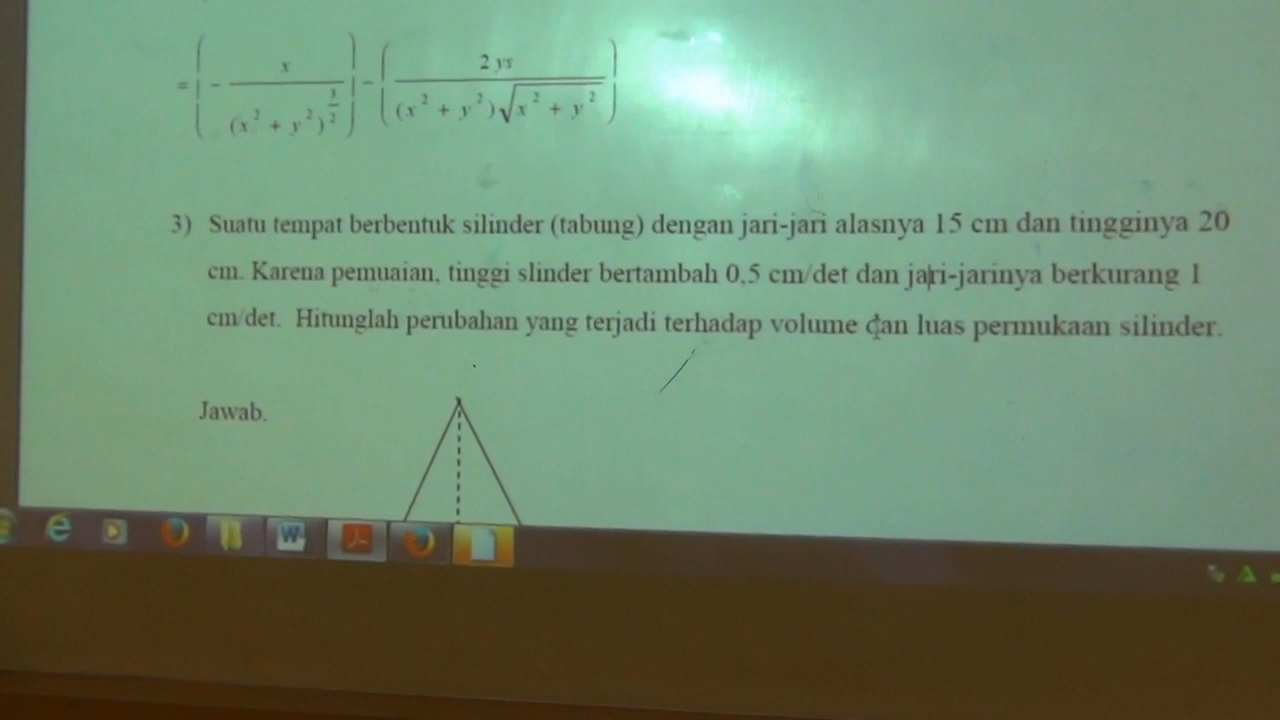 = ( - x / (x² + y²)^(3/2) ) - ( 2 ys / (x² + y²)√(x² + y²) )
3) Suatu tempat berbentuk silinder (tabung) dengan jari-jari alasnya 15 cm dan tingginya 20
cm. Karena pemuaian, tinggi slinder bertambah 0,5 cm/det dan jari-jarinya berkurang 1
cm/det. Hitunglah perubahan yang terjadi terhadap volume dan luas permukaan silinder.
Jawab.